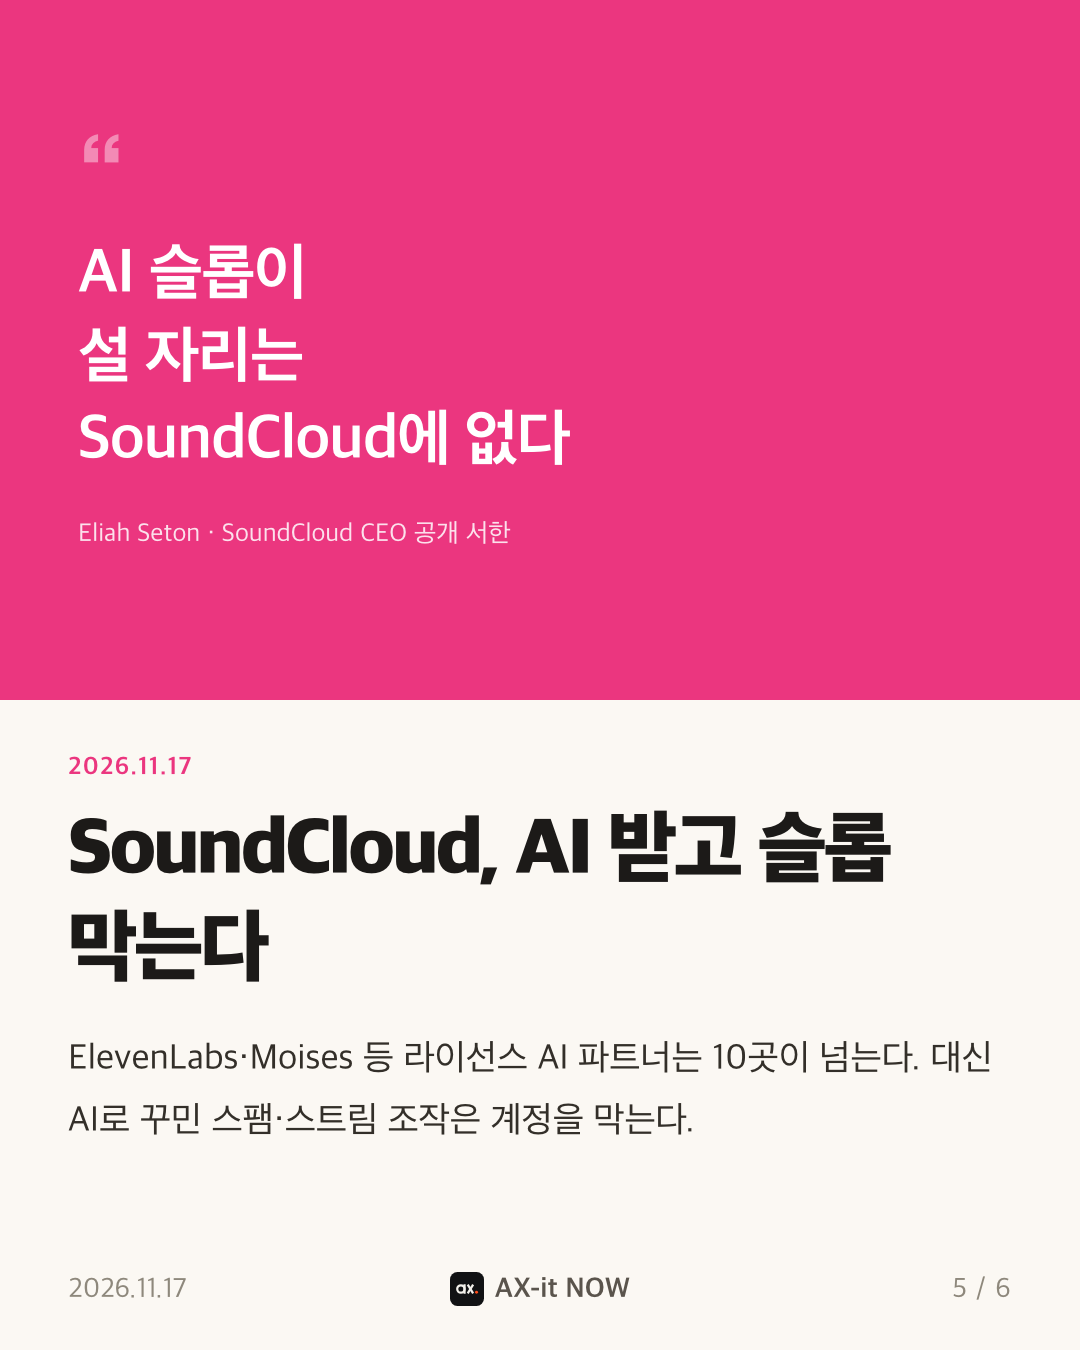 “
AI 슬롭이
설 자리는
SoundCloud에 없다
Eliah Seton · SoundCloud CEO 공개 서한
2026.11.17
SoundCloud, AI 받고 슬롭
막는다
ElevenLabs·Moises 등 라이선스 AI 파트너는 10곳이 넘는다. 대신
AI로 꾸민 스팸·스트림 조작은 계정을 막는다.
2026.11.17
ax. AX-it NOW
5 / 6